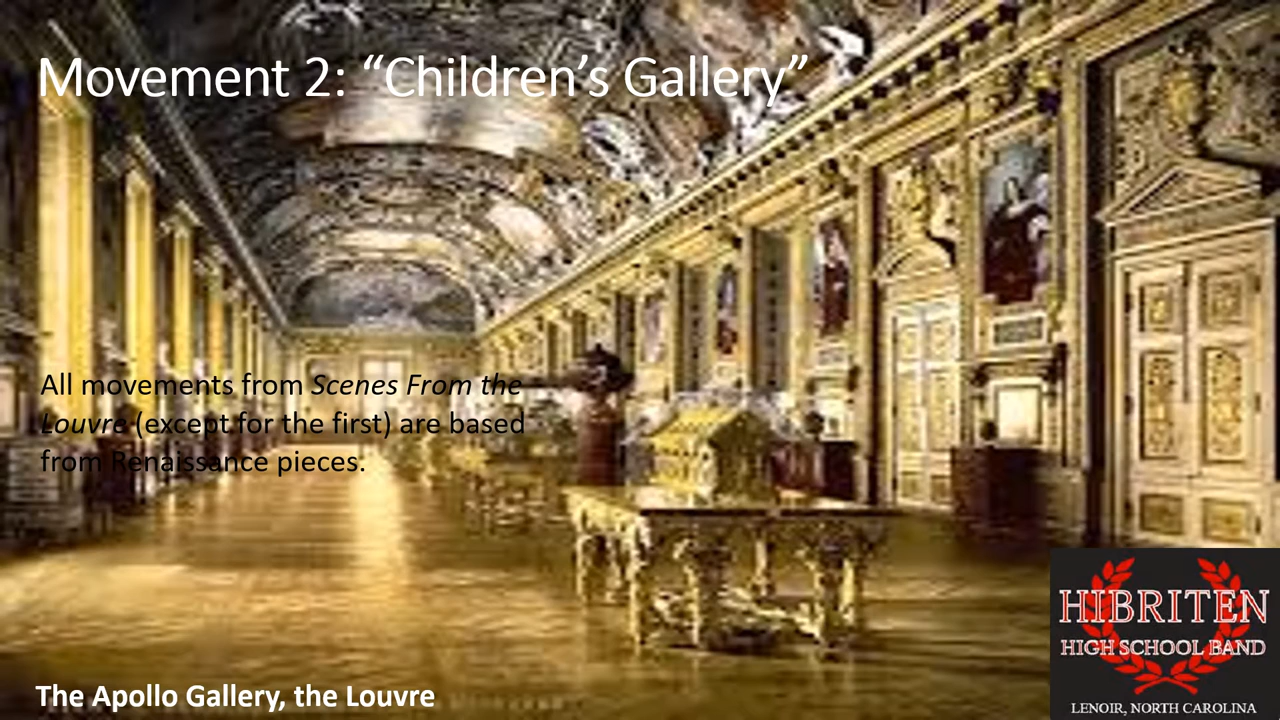 Movement 2: “Children’s Gallery”
All movements from Scenes From the
Louvre (except for the first) are based
from Renaissance pieces.
The Apollo Gallery, the Louvre
HIBRITEN
HIGH SCHOOL BAND
LENOIR, NORTH CAROLINA